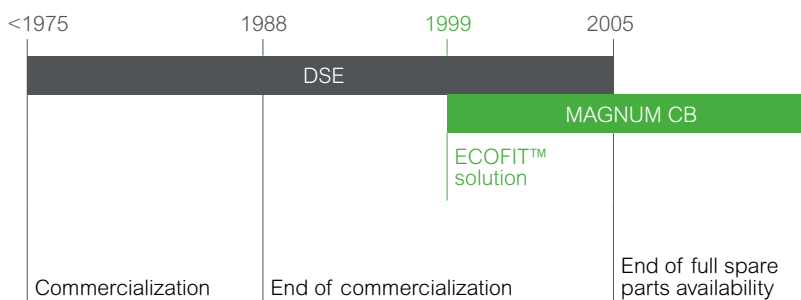 <1975 1988 1999 2005
DSE
MAGNUM CB
ECOFIT™
solution
Commercialization
End of commercialization
End of full spare
parts availability